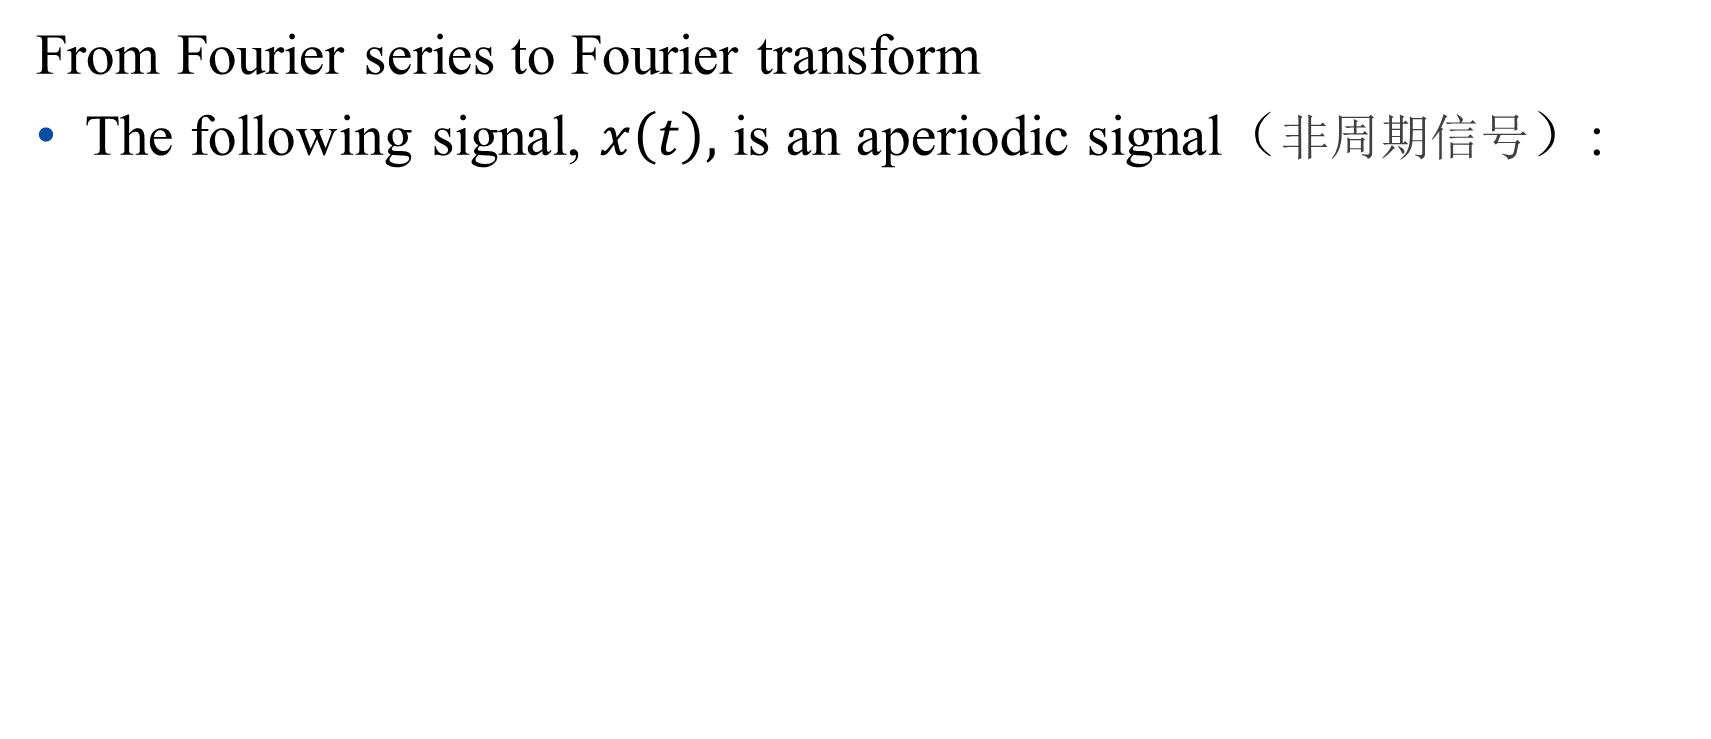 From Fourier series to Fourier transform
• The following signal, x(t), is an aperiodic signal（非周期信号）: